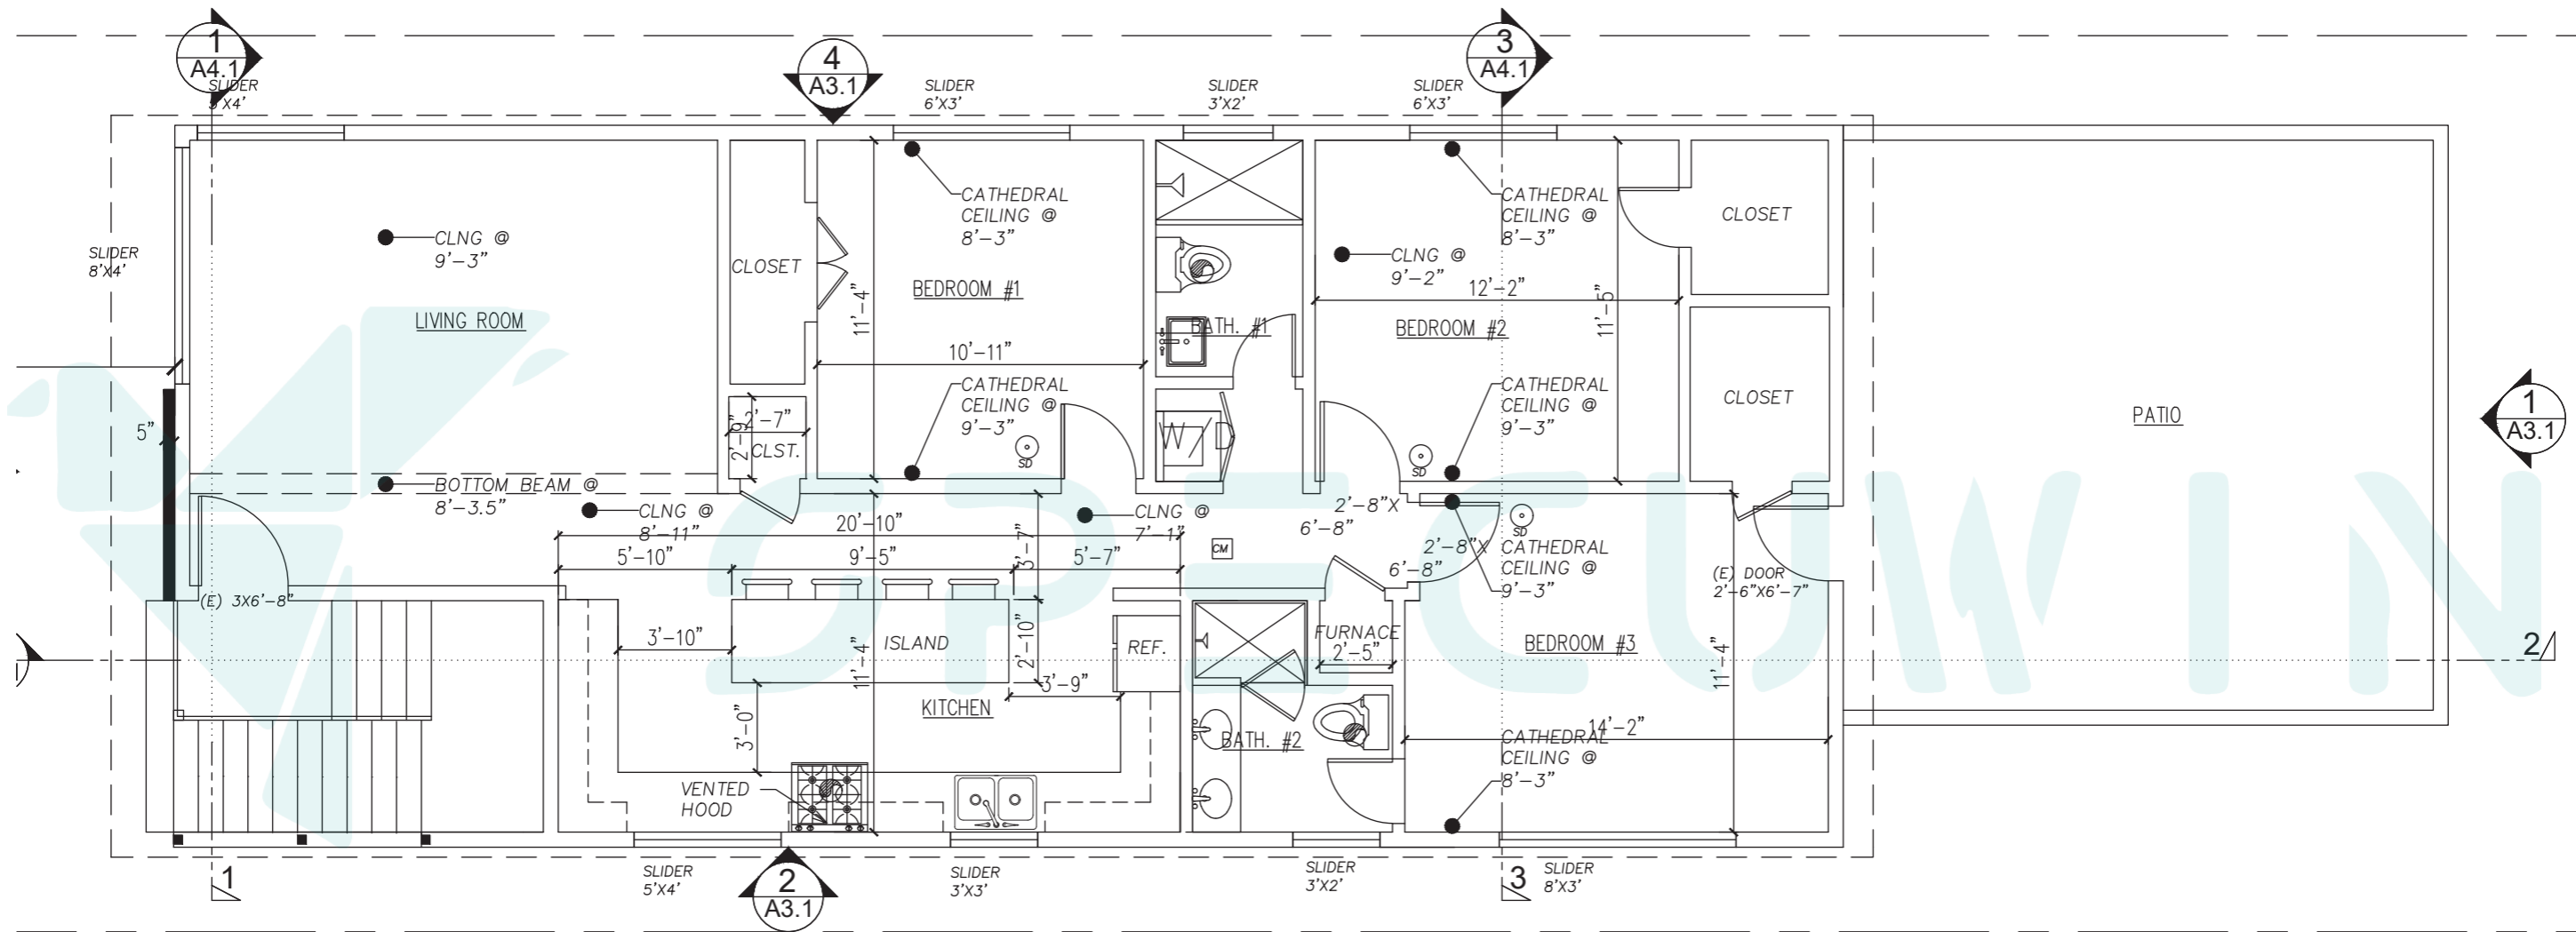 1
A4.1
SLIDER
5'X4'
4
A3.1
SLIDER
6'X3'
SLIDER
3'X2'
SLIDER
6'X3'
3
A4.1
SLIDER
8'X4'
CLNG @
9'-3"
LIVING ROOM
CLOSET
CATHEDRAL
CEILING @
8'-3"
BEDROOM #1
11'-4"
10'-11"
CATHEDRAL
CEILING @
9'-3"
SD
BATH. #1
W
CLNG @
9'-2"
CATHEDRAL
CEILING @
8'-3"
12'-2"
BEDROOM #2
11'-5"
CATHEDRAL
CEILING @
9'-3"
SD
CLOSET
CLOSET
PATIO
1
A3.1
5"
2'-7"
2'-9"
CLST.
BOTTOM BEAM @
8'-3.5"
CLNG @
8'-11"
20'-10"
CLNG @
7'-1"
5'-10"
9'-5"
5'-7"
3'-7"
CM
2'-8"X
6'-8"
2'-8"X
6'-8"
SD
CATHEDRAL
CEILING @
9'-3"
(E) DOOR
2'-6"X6'-7"
(E) 3X6'-8"
3'-10"
ISLAND
2'-10"
REF.
FURNACE
2'-5"
BEDROOM #3
11'-4"
11'-4"
3'-9"
KITCHEN
3'-0"
VENTED
HOOD
BATH. #2
14'-2"
CATHEDRAL
CEILING @
8'-3"
2
1
SLIDER
5'X4'
2
A3.1
SLIDER
3'X3'
SLIDER
3'X2'
3
SLIDER
8'X3'
SPECUWIN